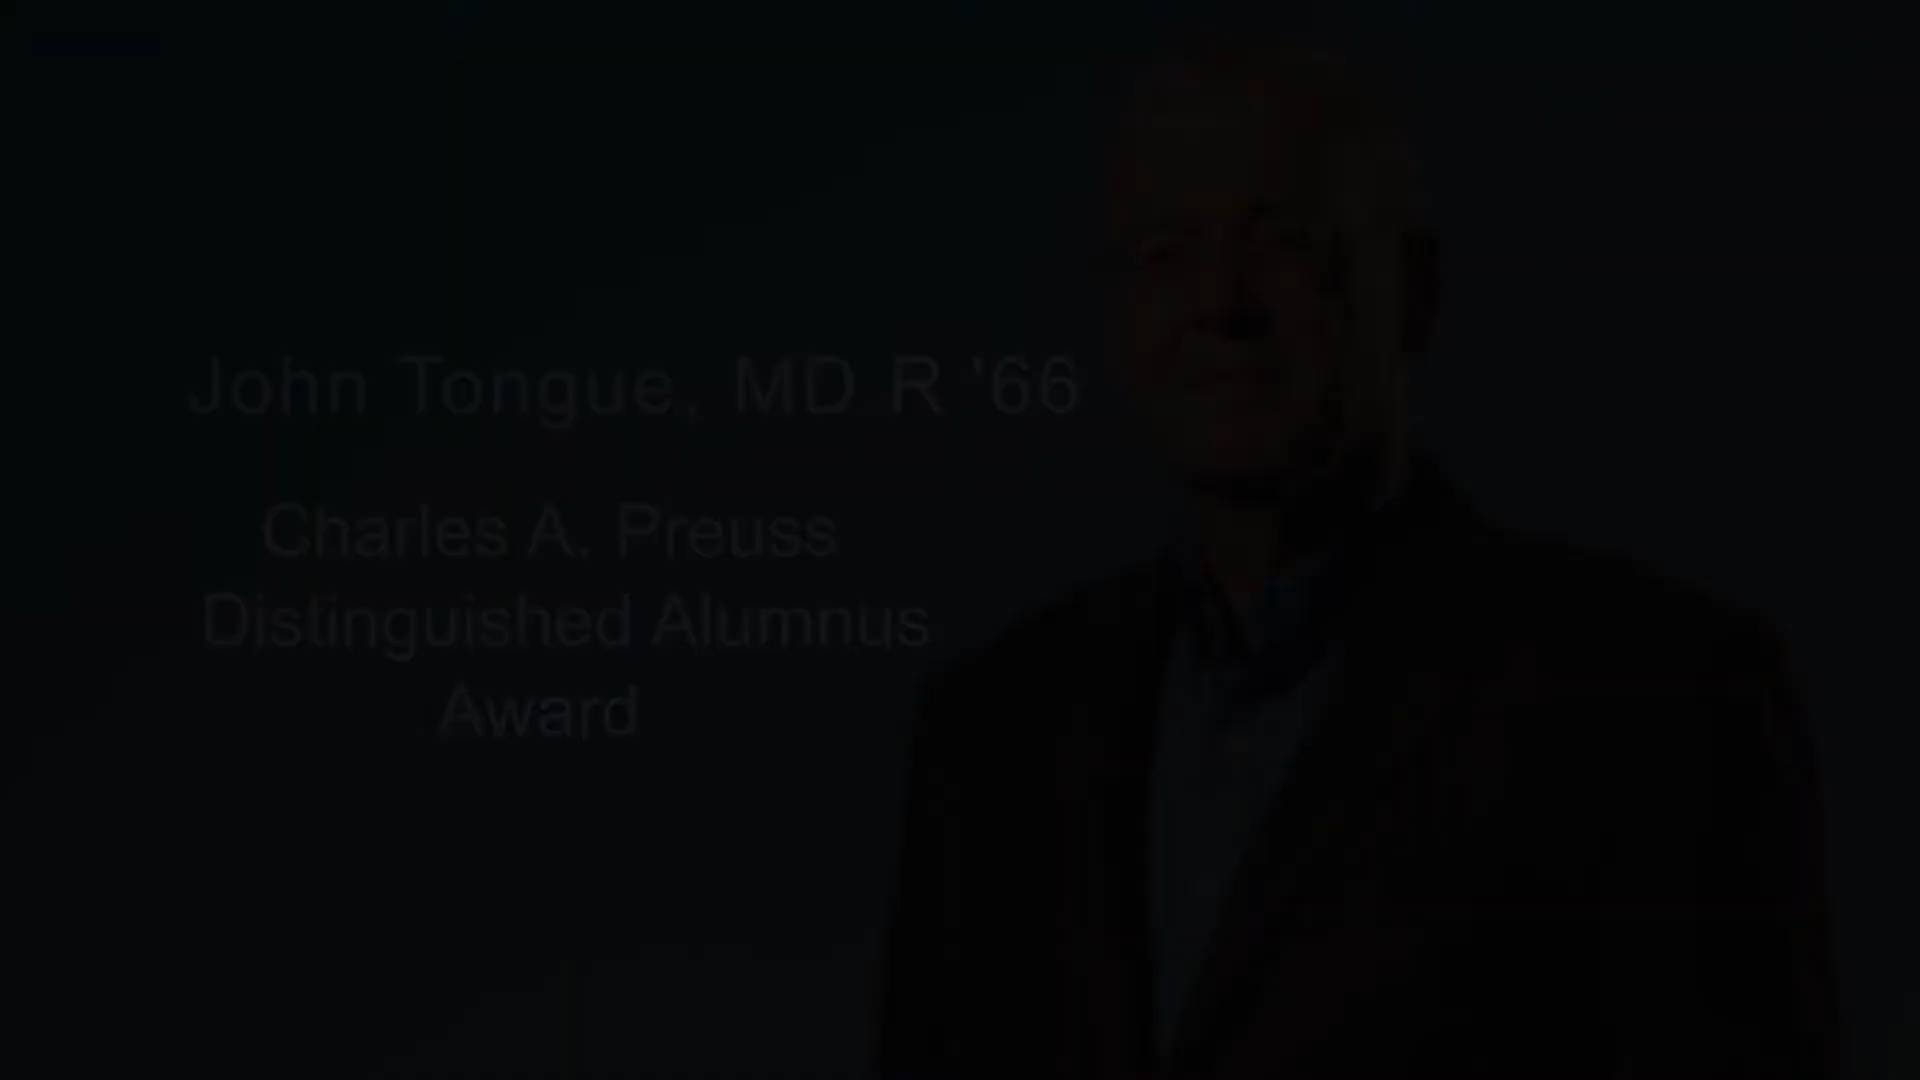 John Tongue, MD R '66
Charles A. Preuss
Distinguished Alumnus
Award